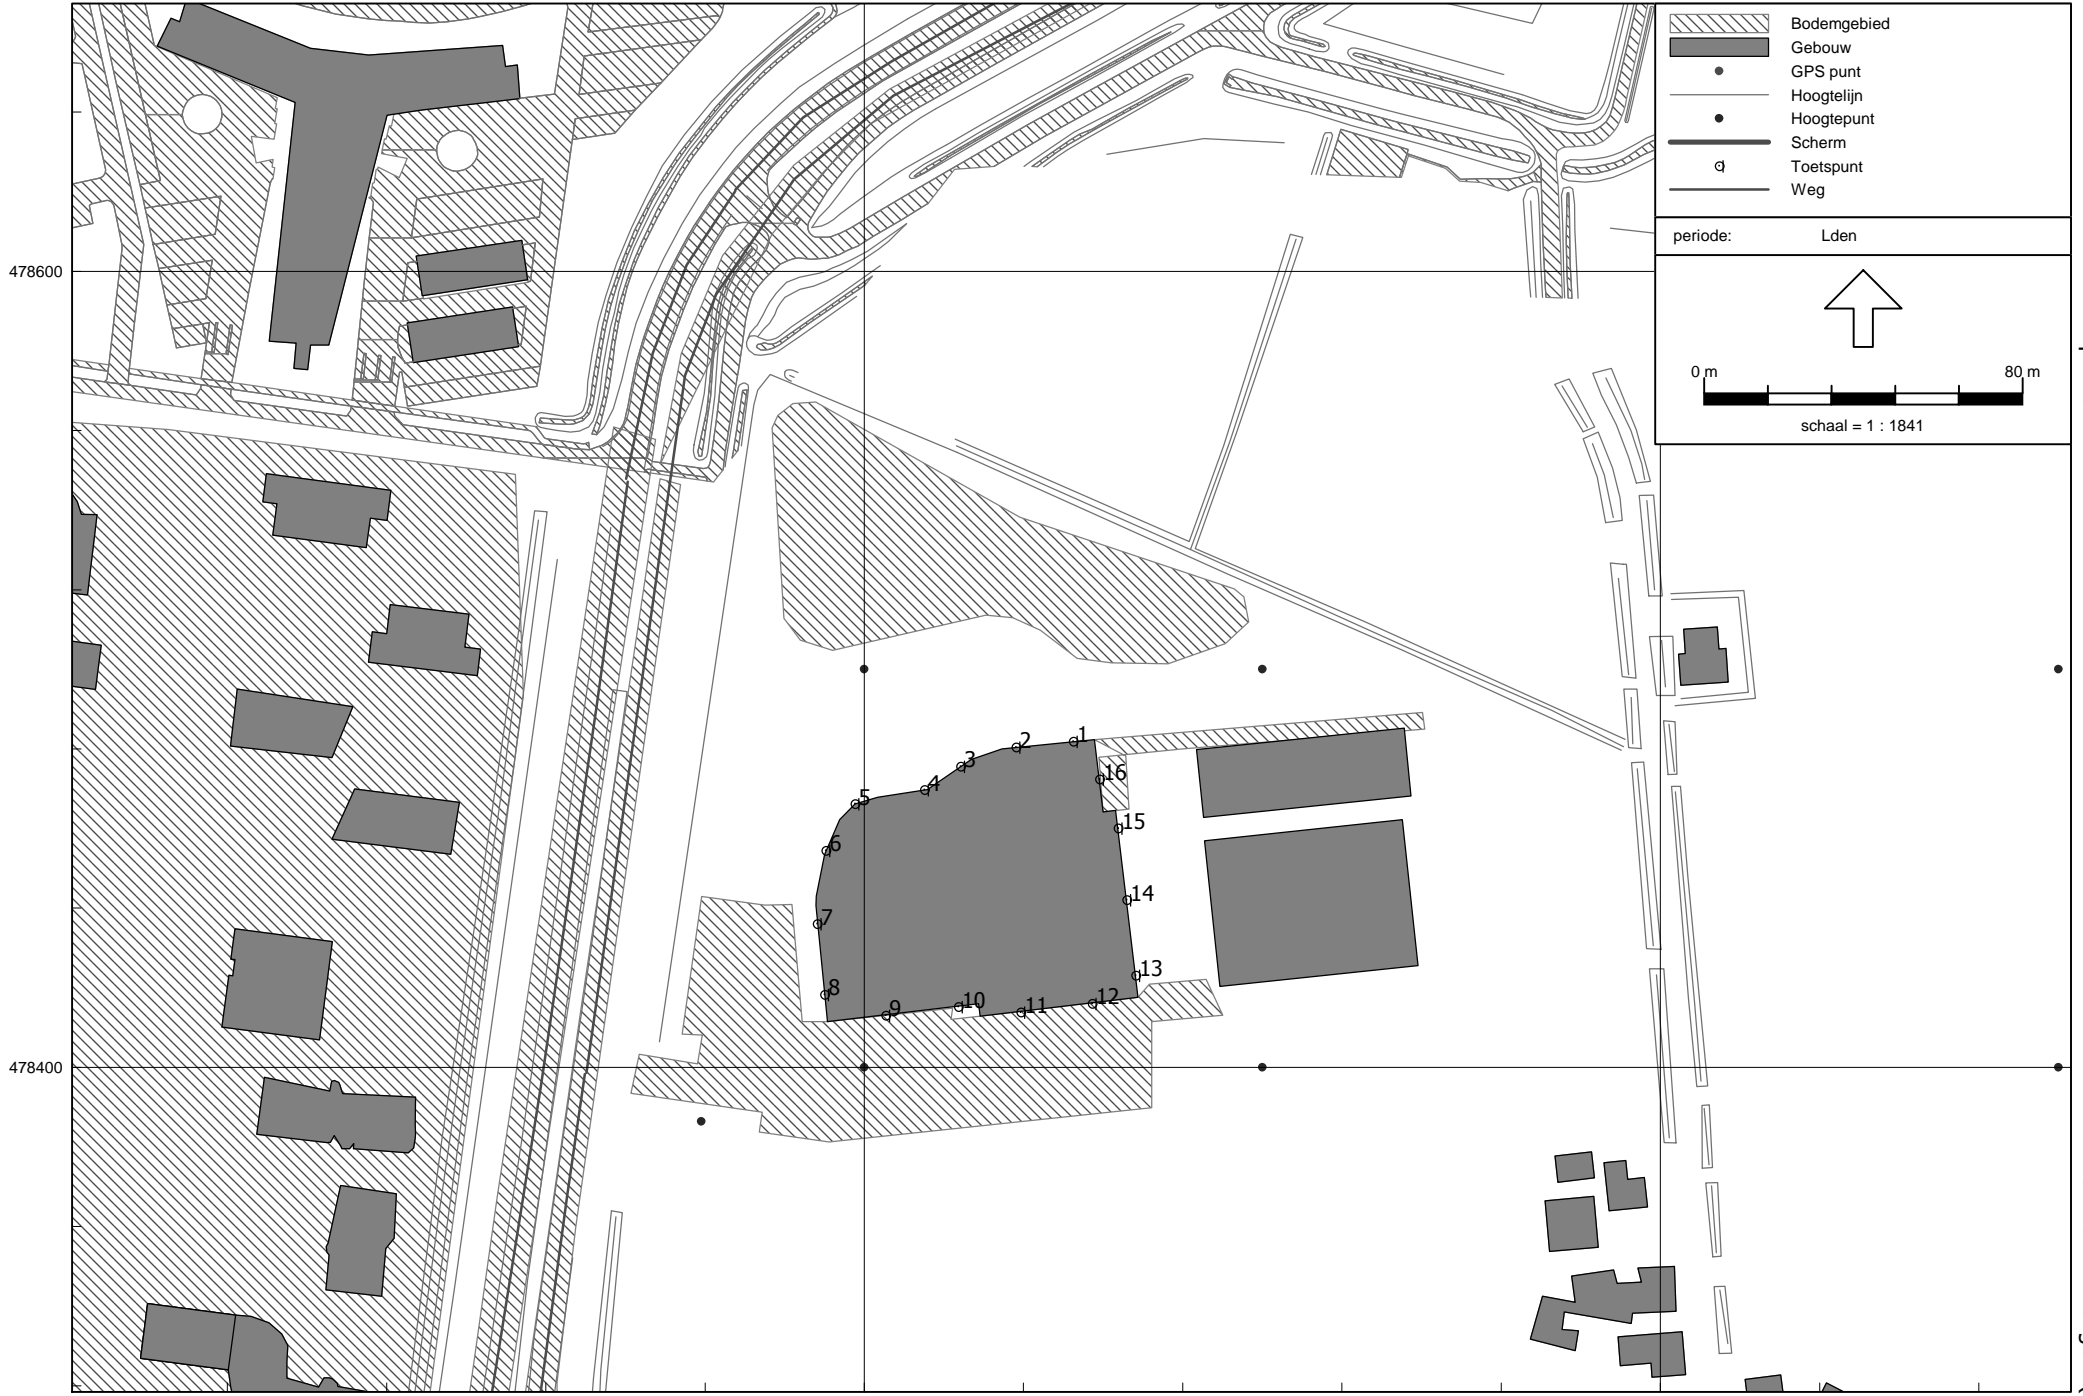 Bodemgebied
Gebouw
GPS punt
Hoogtelijn
Hoogtepunt
Scherm
Toetspunt
Weg
periode: Lden
0 m 80 m
schaal = 1 : 1841
478600
478400
1
2
3
4
5
6
7
8
9
10
11
12
13
14
15
16